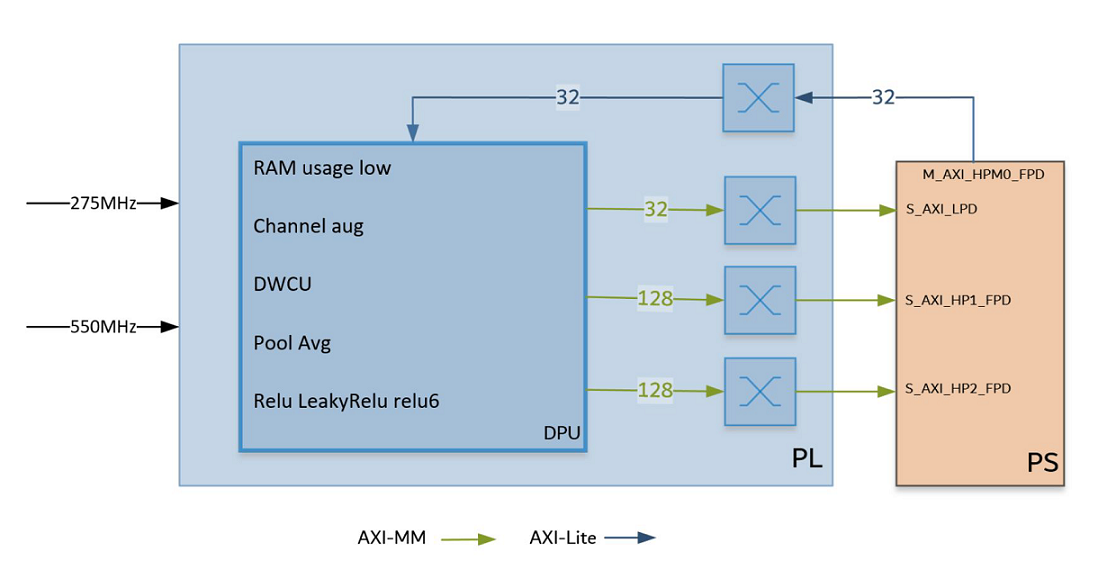 32
32
RAM usage low
M_AXI_HPM0_FPD
275MHz
32
S_AXI_LPD
Channel aug
DWCU
128
S_AXI_HP1_FPD
550MHz
Pool Avg
128
S_AXI_HP2_FPD
Relu LeakyRelu relu6
DPU
PL
PS
AXI-MM
AXI-Lite